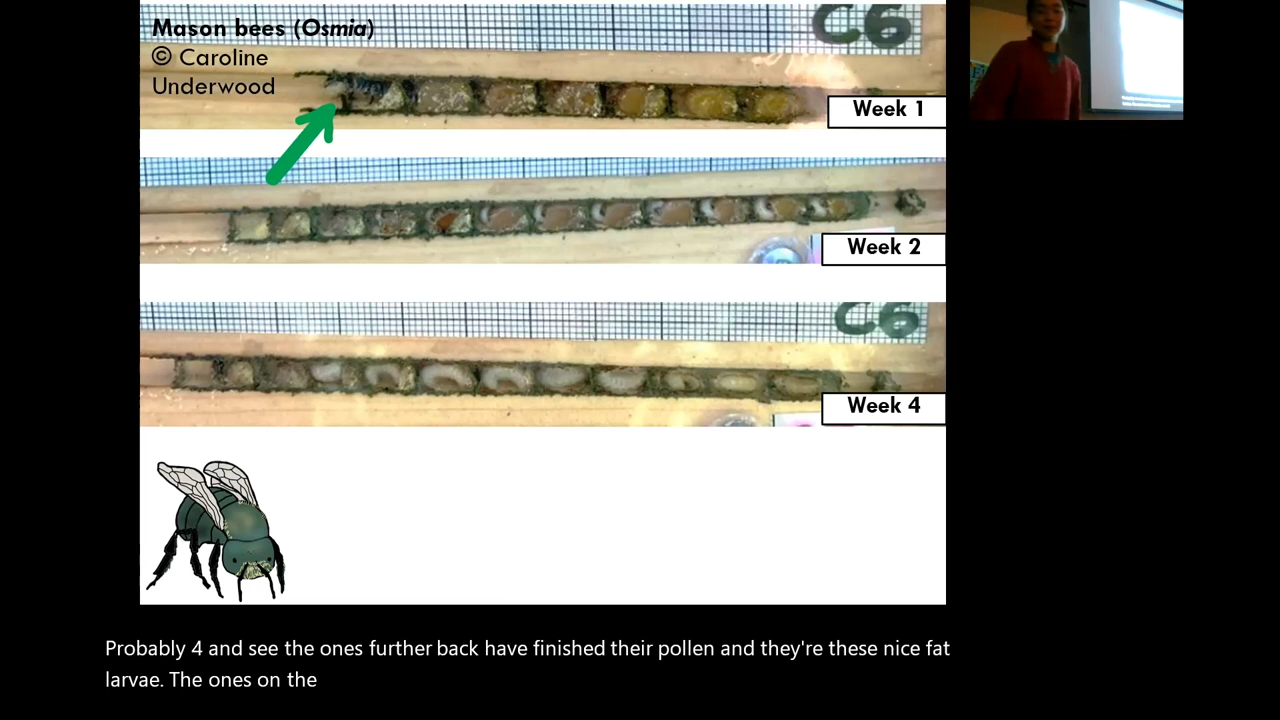 Mason bees (Osmia)
© Caroline
Underwood
C6
Week 1
Week 2
C6
Week 4
Probably 4 and see the ones further back have finished their pollen and they're these nice fat
larvae. The ones on the